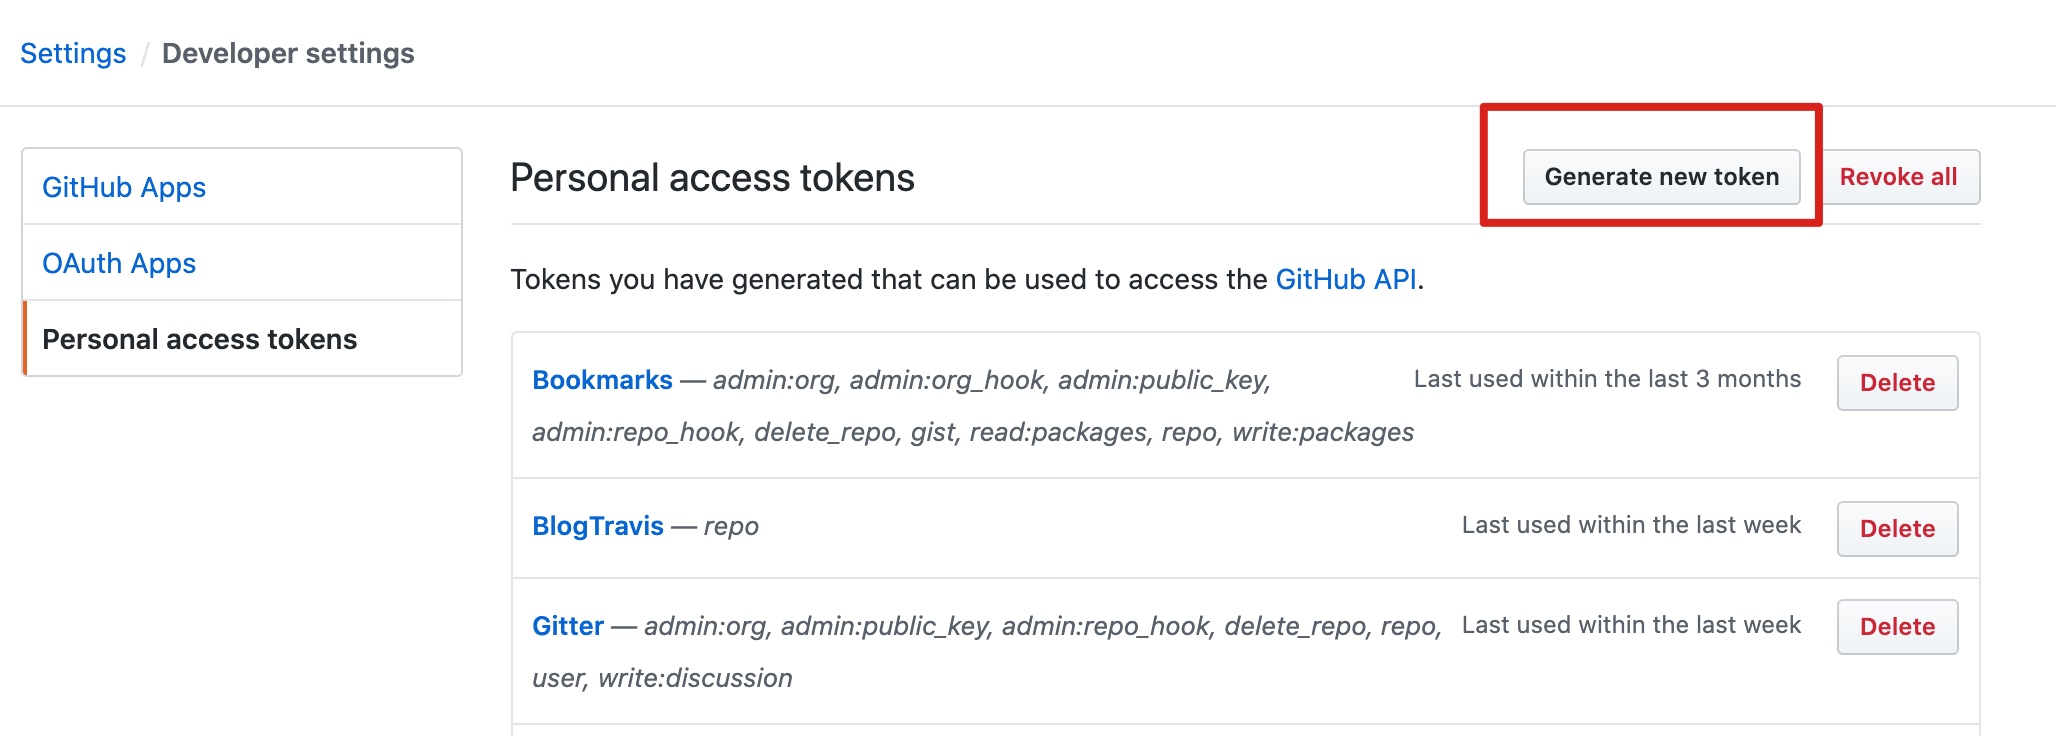 Settings / Developer settings
GitHub Apps
OAuth Apps
Personal access tokens
Personal access tokens
Generate new token
Revoke all
Tokens you have generated that can be used to access the GitHub API.
Bookmarks — admin:org, admin:org_hook, admin:public_key,
admin:repo_hook, delete_repo, gist, read:packages, repo, write:packages
Last used within the last 3 months
Delete
BlogTravis — repo
Last used within the last week
Delete
Gitter — admin:org, admin:public_key, admin:repo_hook, delete_repo, repo,
user, write:discussion
Last used within the last week
Delete